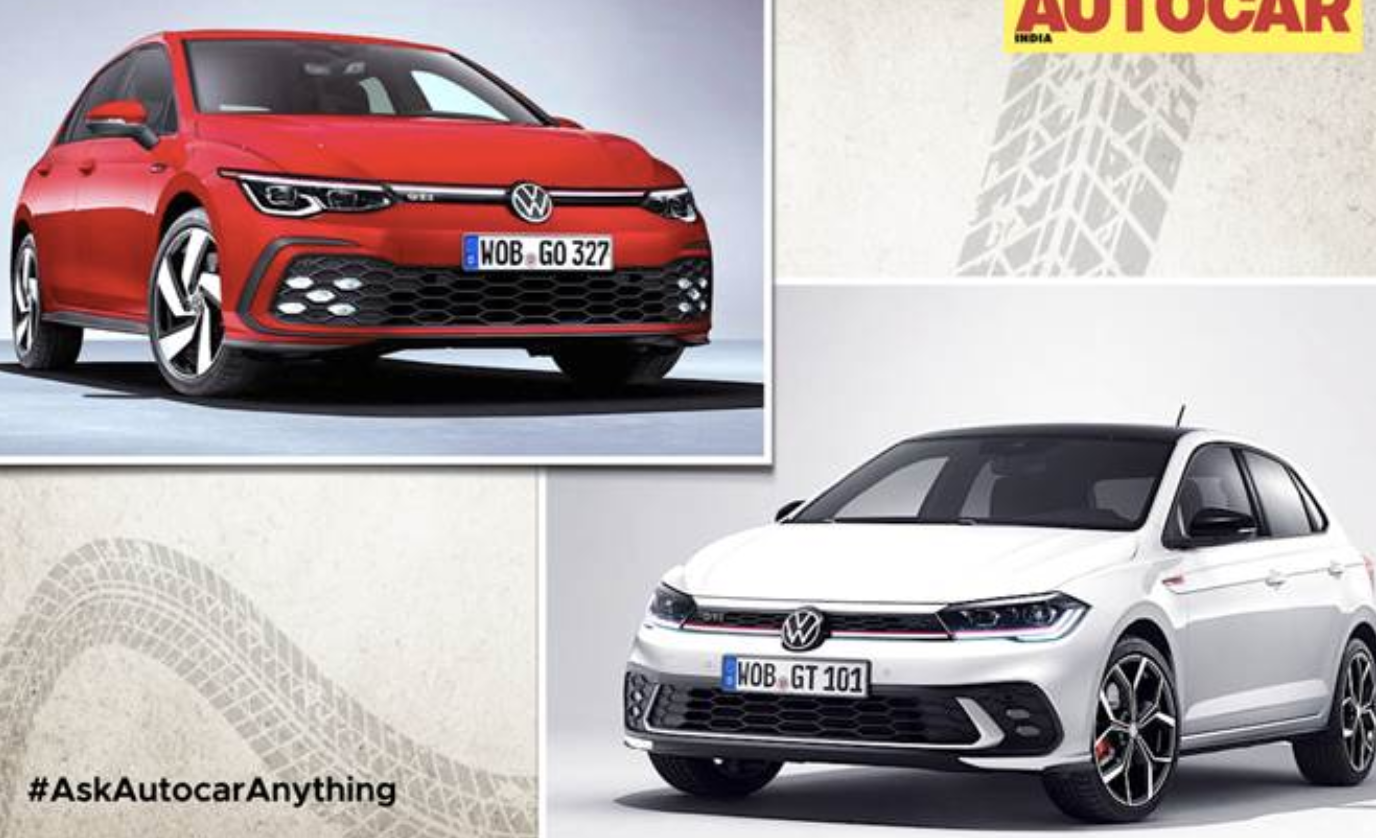 AUTOCAR
INDIA
GTI
WOB GO 327
GTI
WOB GT 101
#AskAutocarAnything